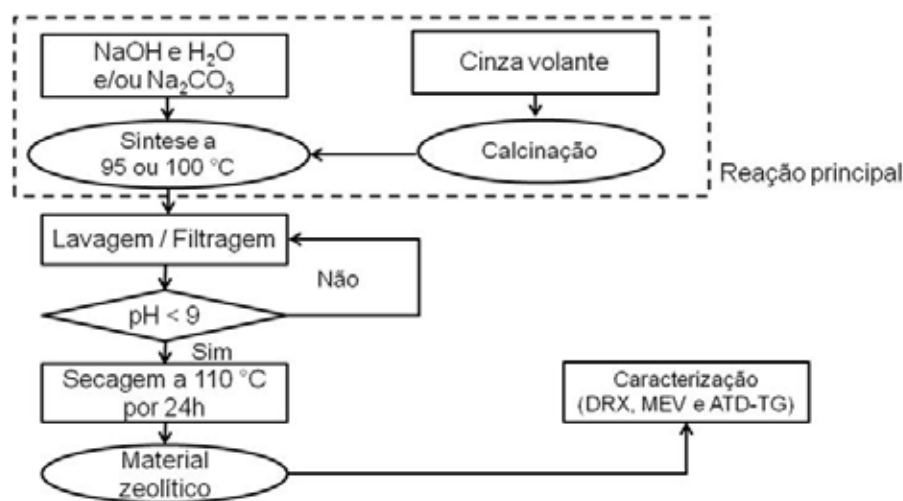 NaOH e H₂O
e/ou Na₂CO₃
Cinza volante
Sintese a
95 ou 100 °C
Calcinação
Reação principal
Lavagem / Filtragem
Não
pH < 9
Sim
Secagem a 110 °C
por 24h
Caracterização
(DRX, MEV e ATD-TG)
Material
zeolítico